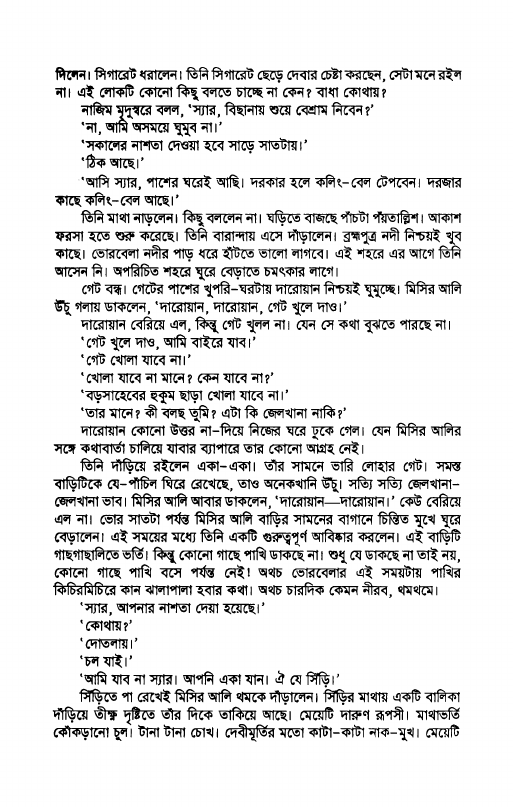 দিলেন। সিগারেট ধরালেন। তিনি সিগারেট ছেড়ে দেবার চেষ্টা করছেন, সেটা মনে রইল
না। এই লোকটি কোনো কিছু বলতে চাচ্ছে না কেন? বাধা কোথায়?
নাজিম মৃদুস্বরে বলল, ‘স্যার, বিছানায় শুয়ে বেশ্রাম নিবেন?’
‘না, আমি অসময়ে ঘুমুব না।’
‘সকালের নাশতা দেওয়া হবে সাড়ে সাতটায়।’
‘ঠিক আছে।’
‘আসি স্যার, পাশের ঘরেই আছি। দরকার হলে কলিং-বেল টেপবেন। দরজার
কাছে কলিং-বেল আছে।’
তিনি মাথা নাড়লেন। কিছু বললেন না। ঘড়িতে বাজছে পাঁচটা পঁয়তাল্লিশ। আকাশ
ফরসা হতে শুরু করেছে। তিনি বারান্দায় এসে দাঁড়ালেন। ব্রহ্মপুত্র নদী নিশ্চয়ই খুব
কাছে। ভোরবেলা নদীর পাড় ধরে হাঁটতে ভালো লাগবে। এই শহরে এর আগে তিনি
আসেন নি। অপরিচিত শহরে ঘুরে বেড়াতে চমৎকার লাগে।
গেট বন্ধ। গেটের পাশের খুপরি-ঘরটায় দারোয়ান নিশ্চয়ই ঘুমুচ্ছে। মিসির আলি
উঁচু গলায় ডাকলেন, ‘দারোয়ান, দারোয়ান, গেট খুলে দাও।’
দারোয়ান বেরিয়ে এল, কিন্তু গেট খুলল না। যেন সে কথা বুঝতে পারছে না।
‘গেট খুলে দাও, আমি বাইরে যাব।’
‘গেট খোলা যাবে না।’
‘খোলা যাবে না মানে? কেন যাবে না?’
‘বড়সাহেবের হুকুম ছাড়া খোলা যাবে না।’
‘তার মানে? কী বলছ তুমি? এটা কি জেলখানা নাকি?’
দারোয়ান কোনো উত্তর না-দিয়ে নিজের ঘরে ঢুকে গেল। যেন মিসির আলির
সঙ্গে কথাবার্তা চালিয়ে যাবার ব্যাপারে তার কোনো আগ্রহ নেই।
তিনি দাঁড়িয়ে রইলেন একা-একা। তাঁর সামনে ভারি লোহার গেট। সমস্ত
বাড়িটিকে যে-পাঁচিল ঘিরে রেখেছে, তাও অনেকখানি উঁচু। সত্যি সত্যি জেলখানা-
জেলখানা ভাব। মিসির আলি আবার ডাকলেন, ‘দারোয়ান—দারোয়ান।’ কেউ বেরিয়ে
এল না। ভোর সাতটা পর্যন্ত মিসির আলি বাড়ির সামনের বাগানে চিন্তিত মুখে ঘুরে
বেড়ালেন। এই সময়ের মধ্যে তিনি একটি গুরুত্বপূর্ণ আবিষ্কার করলেন। এই বাড়িটি
গাছগাছালিতে ভর্তি। কিন্তু কোনো গাছে পাখি ডাকছে না। শুধু যে ডাকছে না তাই নয়,
কোনো গাছে পাখি বসে পর্যন্ত নেই! অথচ ভোরবেলার এই সময়টায় পাখির
কিচিরমিচিরে কান ঝালাপালা হবার কথা। অথচ চারদিক কেমন নীরব, থমথমে।
‘স্যার, আপনার নাশতা দেয়া হয়েছে।’
‘কোথায়?’
‘দোতলায়।’
‘চল যাই।’
‘আমি যাব না স্যার। আপনি একা যান। ঐ যে সিঁড়ি।’
সিঁড়িতে পা রেখেই মিসির আলি থমকে দাঁড়ালেন। সিঁড়ির মাথায় একটি বালিকা
দাঁড়িয়ে তীক্ষ্ণ দৃষ্টিতে তাঁর দিকে তাকিয়ে আছে। মেয়েটি দারুণ রূপসী। মাথাভর্তি
কোঁকড়ানো চুল। টানা টানা চোখ। দেবীমূর্তির মতো কাটা-কাটা নাক-মুখ। মেয়েটি